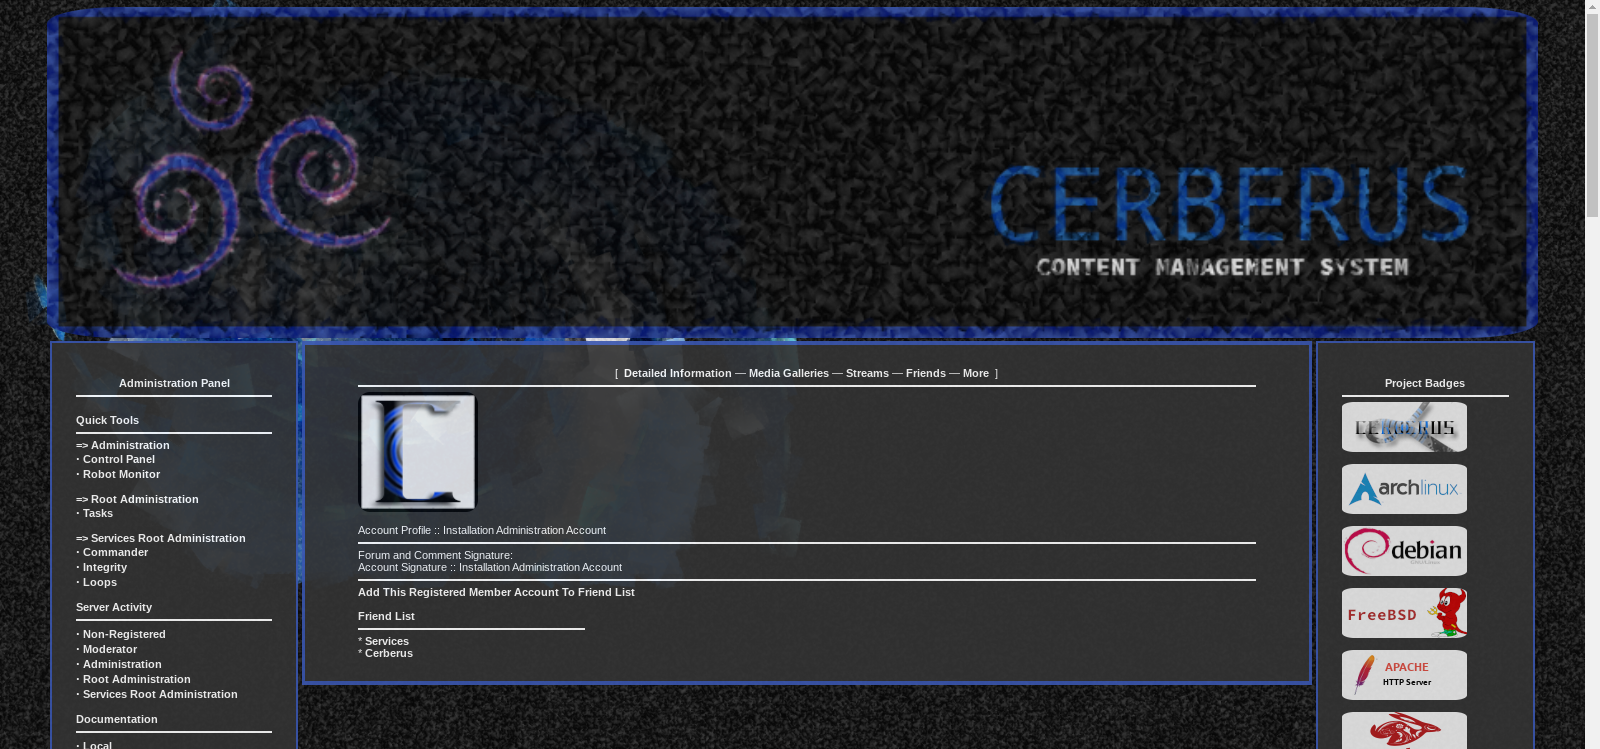 CERBERUS
CONTENT MANAGEMENT SYSTEM
Administration Panel
Quick Tools
=> Administration
· Control Panel
· Robot Monitor
=> Root Administration
· Tasks
=> Services Root Administration
· Commander
· Integrity
· Loops
Server Activity
· Non-Registered
· Moderator
· Administration
· Root Administration
· Services Root Administration
Documentation
· Local
[ Detailed Information — Media Galleries — Streams — Friends — More ]
Account Profile :: Installation Administration Account
Forum and Comment Signature:
Account Signature :: Installation Administration Account
Add This Registered Member Account To Friend List
Friend List
* Services
* Cerberus
Project Badges
CERBERUS
archlinux
debian
FreeBSD
APACHE
HTTP Server